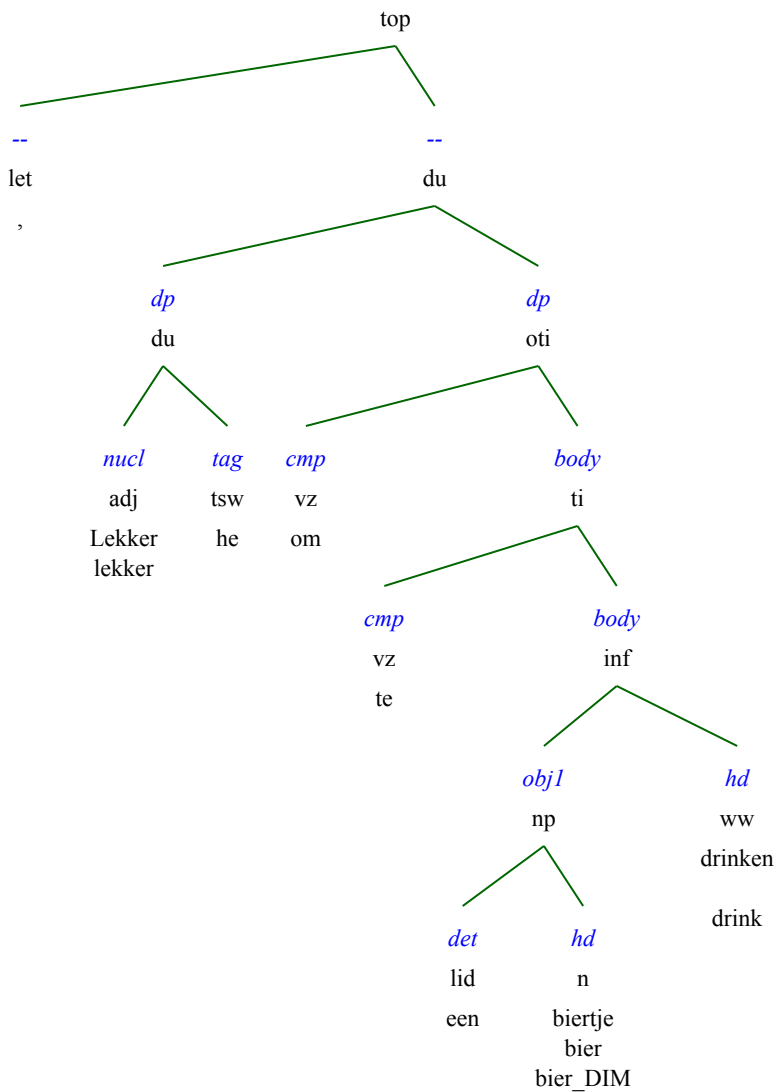 top
-- --
let du
,
dp dp
du oti
nucl tag cmp body
adj tsw vz ti
Lekker he om
lekker
cmp body
vz inf
te
obj1 hd
np ww
drinken
drink
det hd
lid n
een biertje
bier
bier_DIM